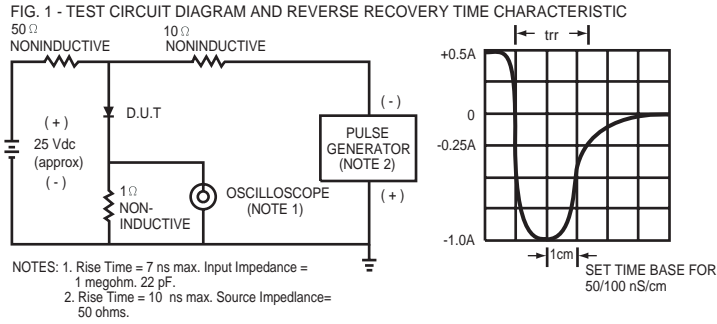 FIG. 1 - TEST CIRCUIT DIAGRAM AND REVERSE RECOVERY TIME CHARACTERISTIC
50 Ω
NONINDUCTIVE
10 Ω
NONINDUCTIVE
( + )
25 Vdc
(approx)
( - )
D.U.T
1 Ω
NON-
INDUCTIVE
OSCILLOSCOPE
(NOTE 1)
( - )
PULSE
GENERATOR
(NOTE 2)
( + )
trr
+0.5A
0
-0.25A
-1.0A
1cm
SET TIME BASE FOR
50/100 nS/cm
NOTES: 1. Rise Time = 7 ns max. Input Impedance =
1 megohm. 22 pF.
2. Rise Time = 10 ns max. Source Impedlance=
50 ohms.